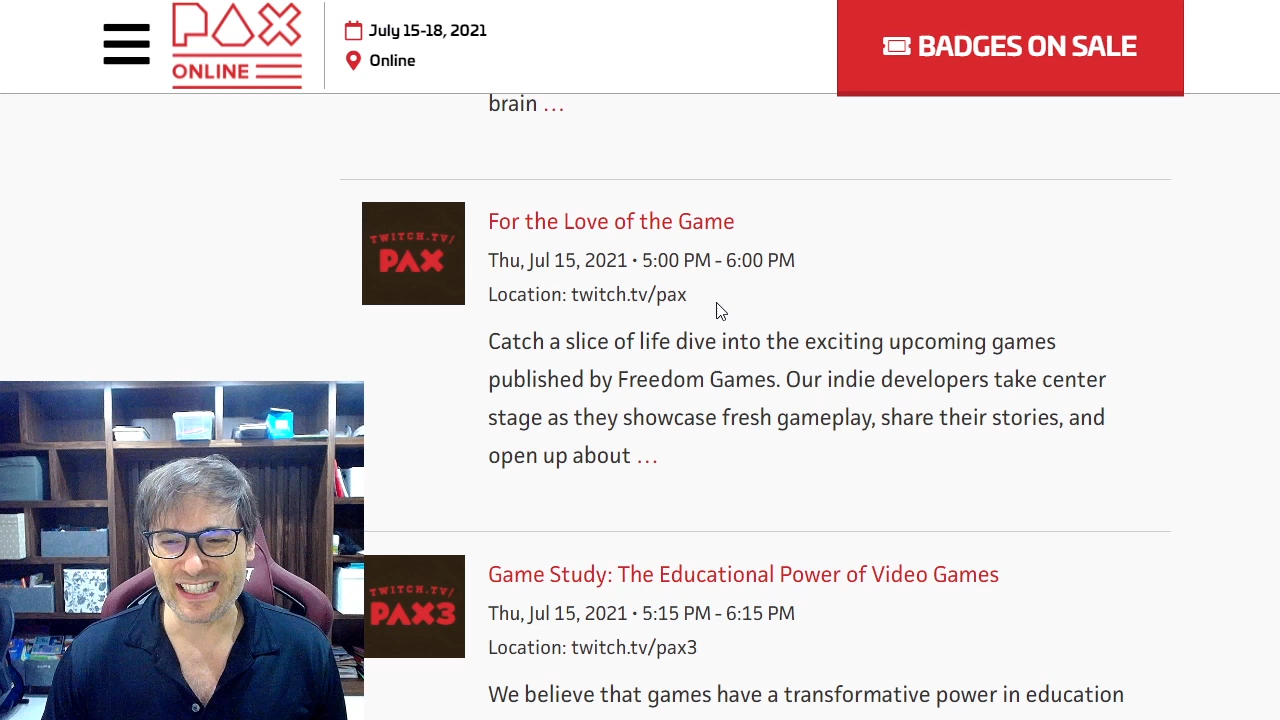 PAX
ONLINE
July 15-18, 2021
Online
BADGES ON SALE
brain ...
TWITCH.TV/
PAX
For the Love of the Game
Thu, Jul 15, 2021 • 5:00 PM - 6:00 PM
Location: twitch.tv/pax
Catch a slice of life dive into the exciting upcoming games
published by Freedom Games. Our indie developers take center
stage as they showcase fresh gameplay, share their stories, and
open up about ...
TWITCH.TV/
PAX3
Game Study: The Educational Power of Video Games
Thu, Jul 15, 2021 • 5:15 PM - 6:15 PM
Location: twitch.tv/pax3
We believe that games have a transformative power in education